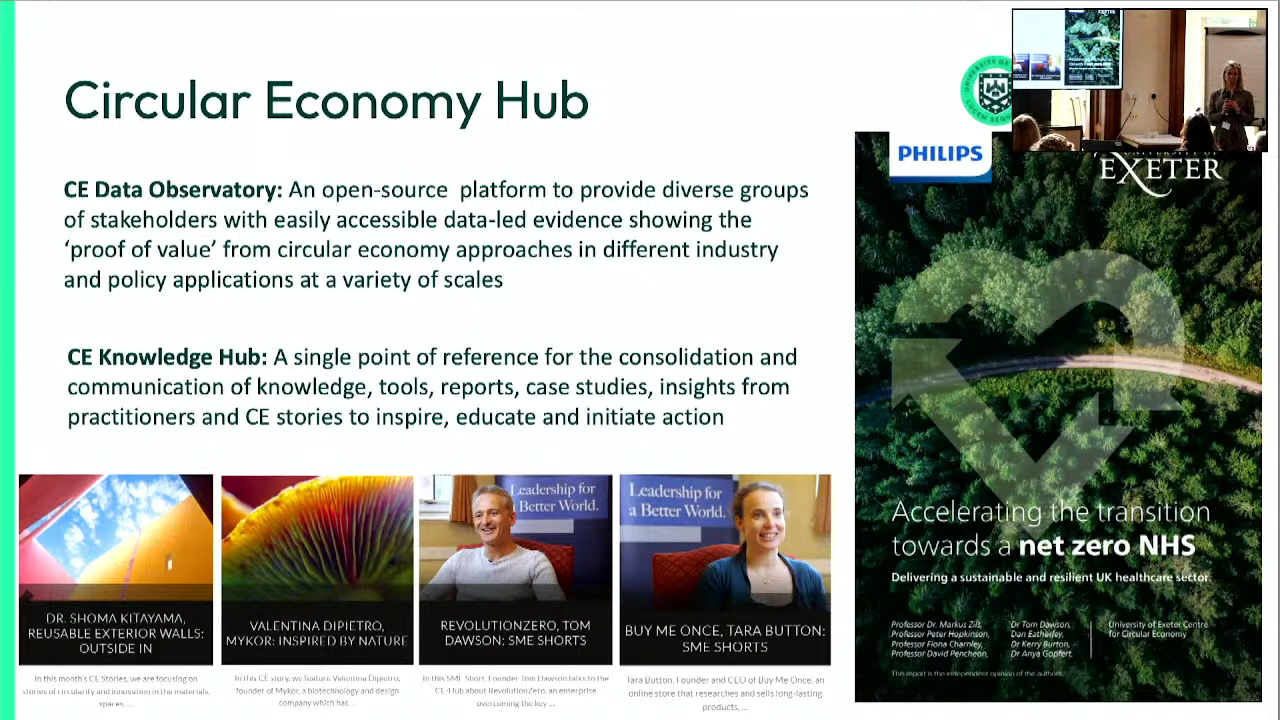 Circular Economy Hub
CE Data Observatory: An open-source platform to provide diverse groups
of stakeholders with easily accessible data-led evidence showing the
‘proof of value’ from circular economy approaches in different industry
and policy applications at a variety of scales
CE Knowledge Hub: A single point of reference for the consolidation and
communication of knowledge, tools, reports, case studies, insights from
practitioners and CE stories to inspire, educate and initiate action
DR. SHOMA KITAYAMA,
REUSABLE EXTERIOR WALLS:
OUTSIDE IN
In this month's CE Stories, we are focusing on
stories of circularity and innovation in the materials,
spaces, ...
VALENTINA DIPIETRO,
MYKOR: INSPIRED BY NATURE
In this CE story, we feature Valentina Dipietro,
founder of Mykor, a biotechnology and design
company which has ...
Leadership for
a Better World.
REVOLUTIONZERO, TOM
DAWSON: SME SHORTS
In this SME Short, Founder Tom Dawson talks to the
CE-Hub about RevolutionZero, an enterprise
overcoming the key ...
Leadership for
a Better World.
BUY ME ONCE, TARA BUTTON:
SME SHORTS
Tara Button, Founder and CEO of Buy Me Once, an
online store that researches and sells long-lasting
products, ...
PHILIPS
EXETER
Accelerating the transition
towards a net zero NHS
Delivering a sustainable and resilient UK healthcare sector
Professor Dr. Markus Zils,
Professor Peter Hopkinson,
Professor Fiona Charnley,
Professor David Pencheon,
Dr Tom Dawson,
Dan Eatherley,
Dr Kerry Burton,
Dr Anya Gopfert.
University of Exeter Centre
for Circular Economy
This report is the independent opinion of the authors.